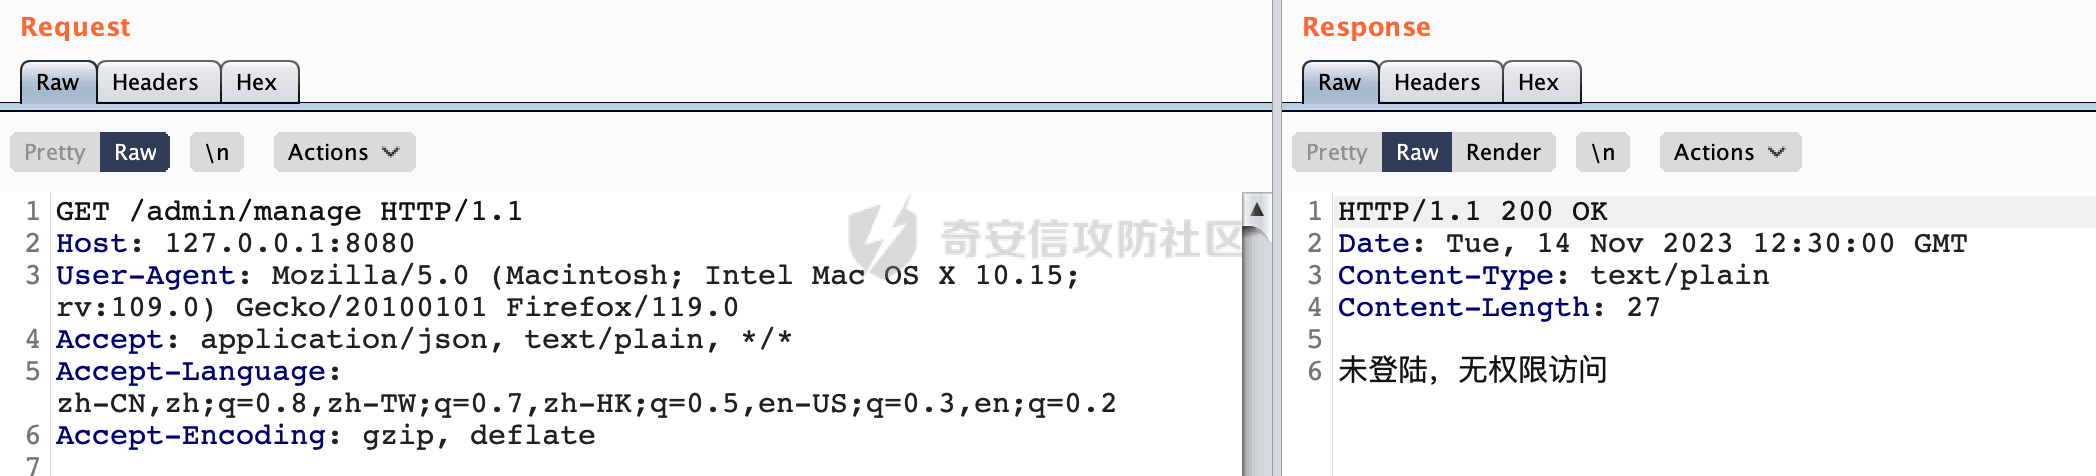 Request
Raw Headers Hex
Pretty Raw \n Actions
1 GET /admin/manage HTTP/1.1
2 Host: 127.0.0.1:8080
3 User-Agent: Mozilla/5.0 (Macintosh; Intel Mac OS X 10.15;
rv:109.0) Gecko/20100101 Firefox/119.0
4 Accept: application/json, text/plain, */*
5 Accept-Language:
zh-CN,zh;q=0.8,zh-TW;q=0.7,zh-HK;q=0.5,en-US;q=0.3,en;q=0.2
6 Accept-Encoding: gzip, deflate
7
奇安信攻防社区
Response
Raw Headers Hex
Pretty Raw Render \n Actions
1 HTTP/1.1 200 OK
2 Date: Tue, 14 Nov 2023 12:30:00 GMT
3 Content-Type: text/plain
4 Content-Length: 27
5
6 未登陆，无权限访问